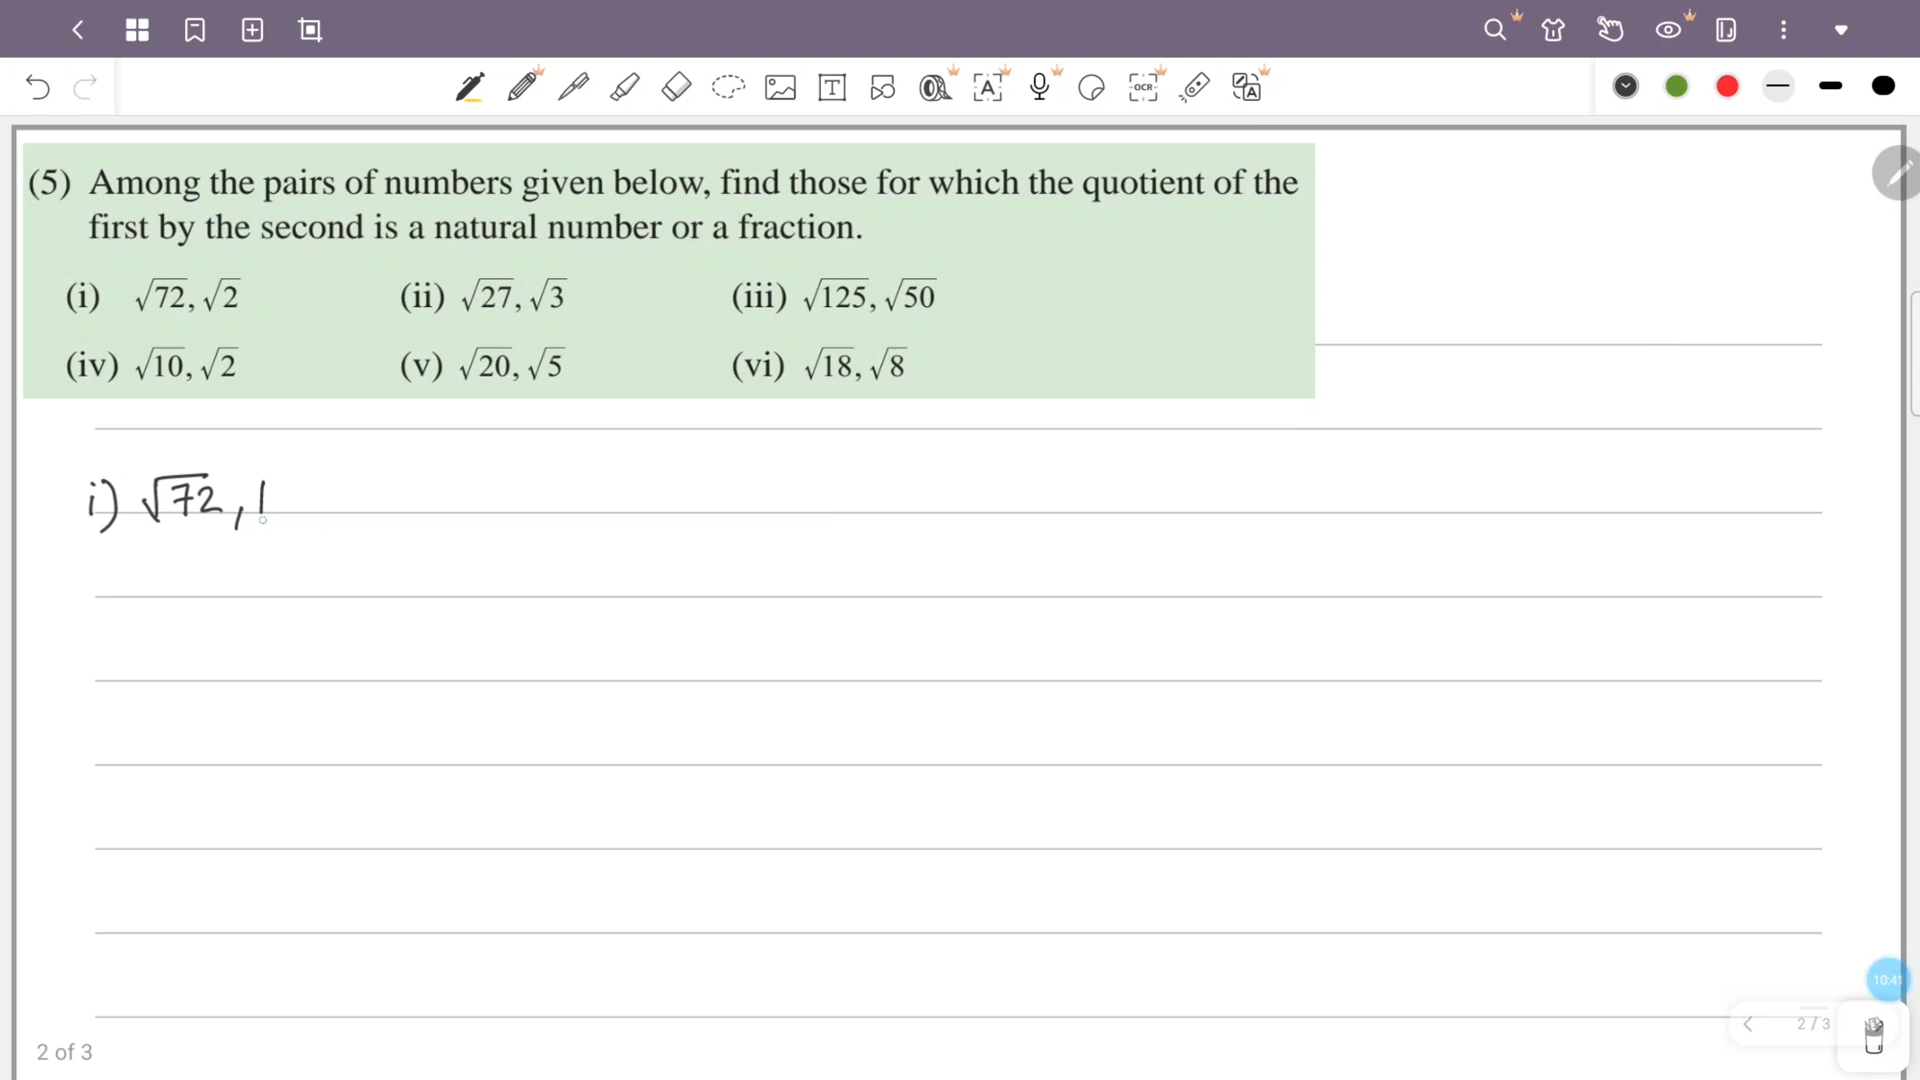 (5) Among the pairs of numbers given below, find those for which the quotient of the
first by the second is a natural number or a fraction.
(i) √72, √2 (ii) √27, √3 (iii) √125, √50
(iv) √10, √2 (v) √20, √5 (vi) √18, √8
i) √72 ,
10:41
2 / 3
2 of 3